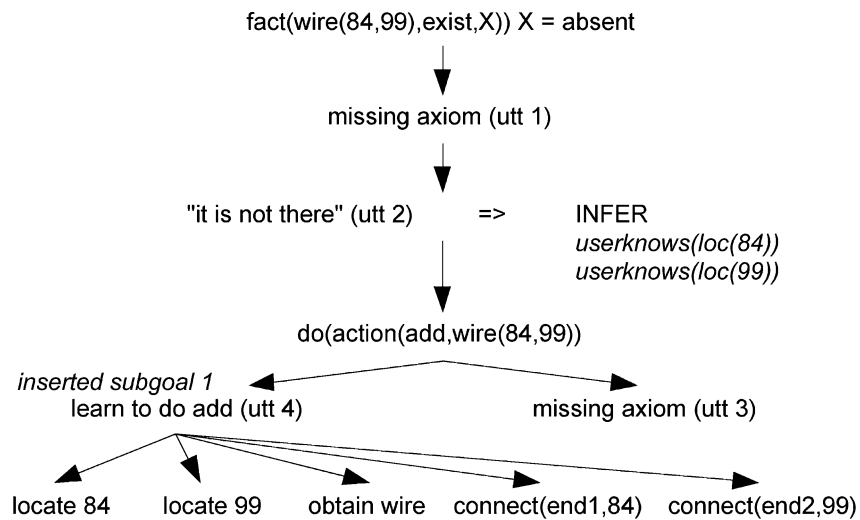 fact(wire(84,99),exist,X)) X = absent
missing axiom (utt 1)
"it is not there" (utt 2) => INFER
userknows(loc(84))
userknows(loc(99))
do(action(add,wire(84,99))
inserted subgoal 1
learn to do add (utt 4) missing axiom (utt 3)
locate 84 locate 99 obtain wire connect(end1,84) connect(end2,99)